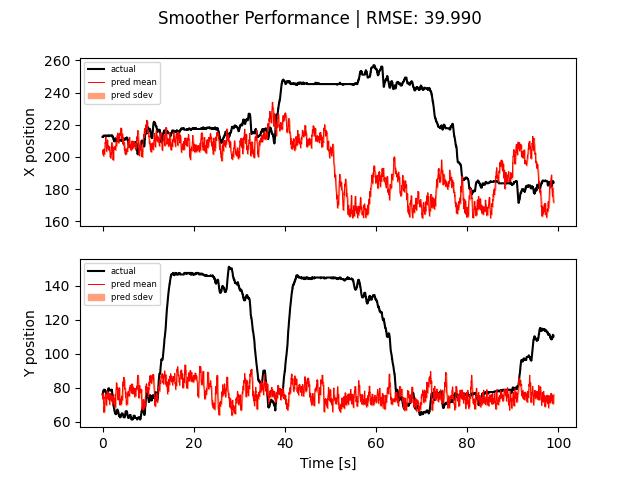 Smoother Performance | RMSE: 39.990
260
240
220
200
180
160
X position
actual
pred mean
pred sdev
140
120
100
80
60
Y position
actual
pred mean
pred sdev
0 20 40 60 80 100
Time [s]